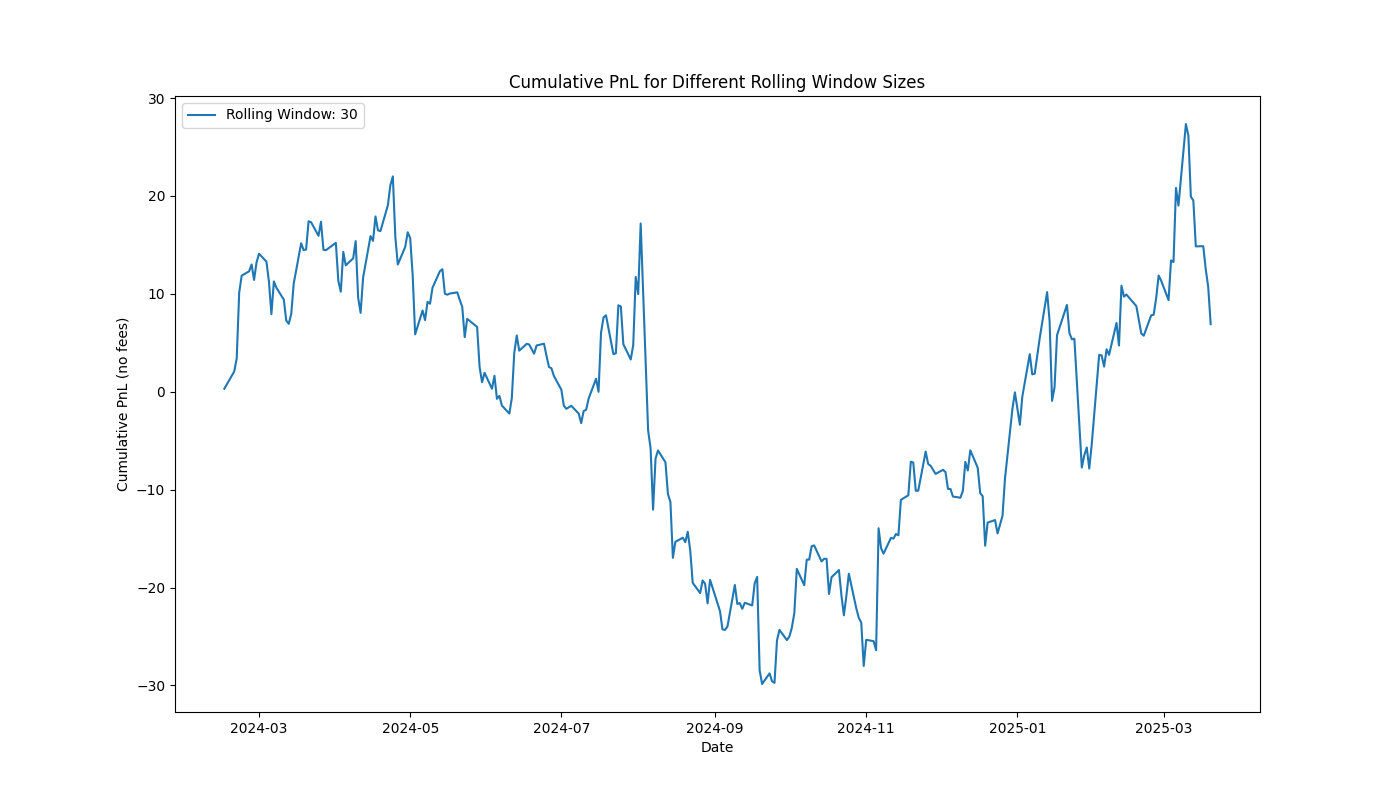 Cumulative PnL for Different Rolling Window Sizes
Rolling Window: 30
Cumulative PnL (no fees)
30
20
10
0
−10
−20
−30
2024-03 2024-05 2024-07 2024-09 2024-11 2025-01 2025-03
Date